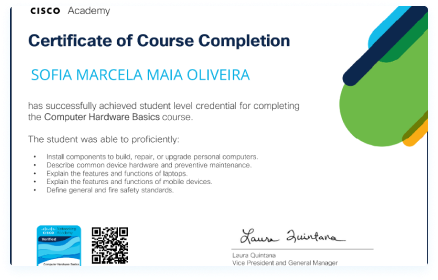 CISCO Academy
Certificate of Course Completion
SOFIA MARCELA MAIA OLIVEIRA
has successfully achieved student level credential for completing
the Computer Hardware Basics course.
The student was able to proficiently:
• Install components to build, repair, or upgrade personal computers.
• Describe common device hardware and preventive maintenance.
• Explain the features and functions of laptops.
• Explain the features and functions of mobile devices.
• Define general and fire safety standards.
Computer Hardware Basics
Laura Quintana
Laura Quintana
Vice President and General Manager